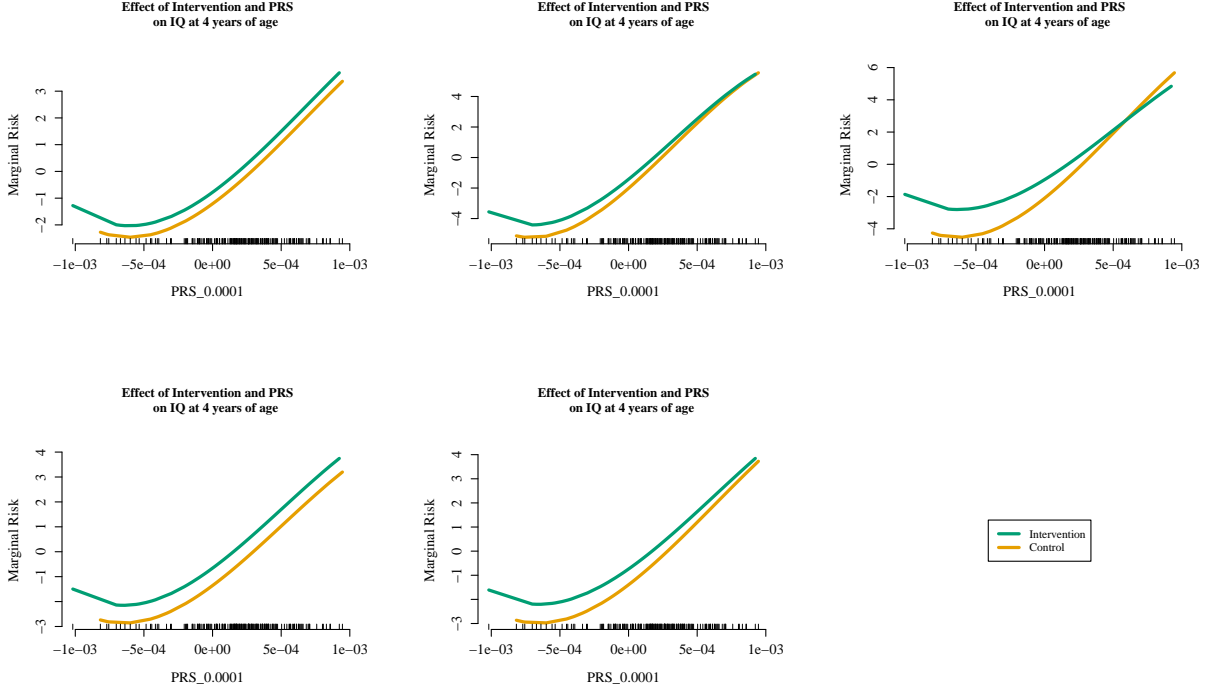 Effect of Intervention and PRS
on IQ at 4 years of age
Marginal Risk
3
2
1
0
−1
−2
−1e−03 −5e−04 0e+00 5e−04 1e−03
PRS_0.0001
Effect of Intervention and PRS
on IQ at 4 years of age
Marginal Risk
4
2
0
−2
−4
−1e−03 −5e−04 0e+00 5e−04 1e−03
PRS_0.0001
Effect of Intervention and PRS
on IQ at 4 years of age
Marginal Risk
6
4
2
0
−2
−4
−1e−03 −5e−04 0e+00 5e−04 1e−03
PRS_0.0001
Effect of Intervention and PRS
on IQ at 4 years of age
Marginal Risk
4
3
2
1
0
−1
−3
−1e−03 −5e−04 0e+00 5e−04 1e−03
PRS_0.0001
Effect of Intervention and PRS
on IQ at 4 years of age
Marginal Risk
4
3
2
1
0
−1
−3
−1e−03 −5e−04 0e+00 5e−04 1e−03
PRS_0.0001
Intervention
Control